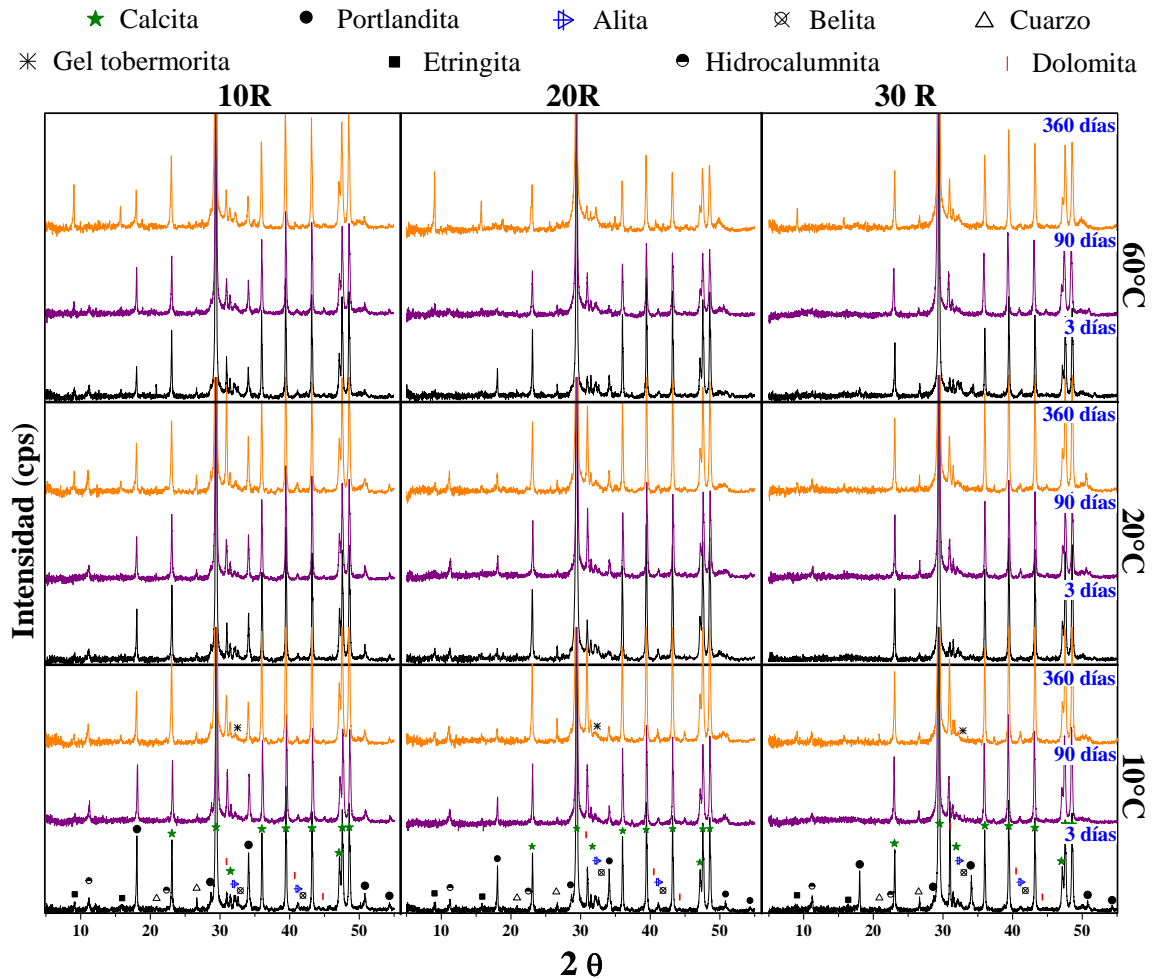 Calcita Portlandita Alita Belita Cuarzo
Gel tobermorita Etringita Hidrocalumnita Dolomita
10R 20R 30 R
360 días
90 días
3 días
60°C
360 días
90 días
3 días
20°C
360 días
90 días
3 días
10°C
Intensidad (cps)
10 20 30 40 50 10 20 30 40 50 10 20 30 40 50
2 θ